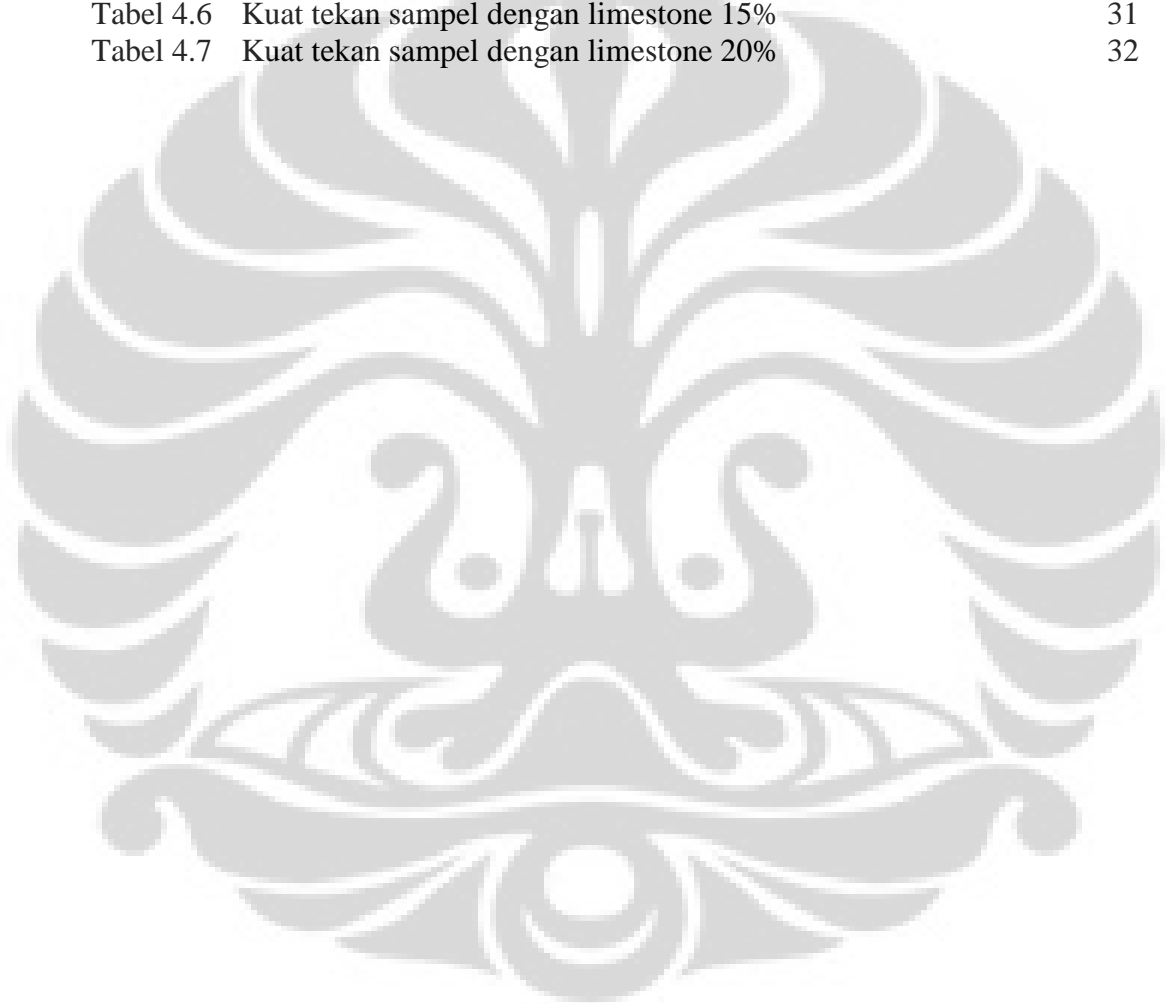 Tabel 4.6 Kuat tekan sampel dengan limestone 15% 31
Tabel 4.7 Kuat tekan sampel dengan limestone 20% 32